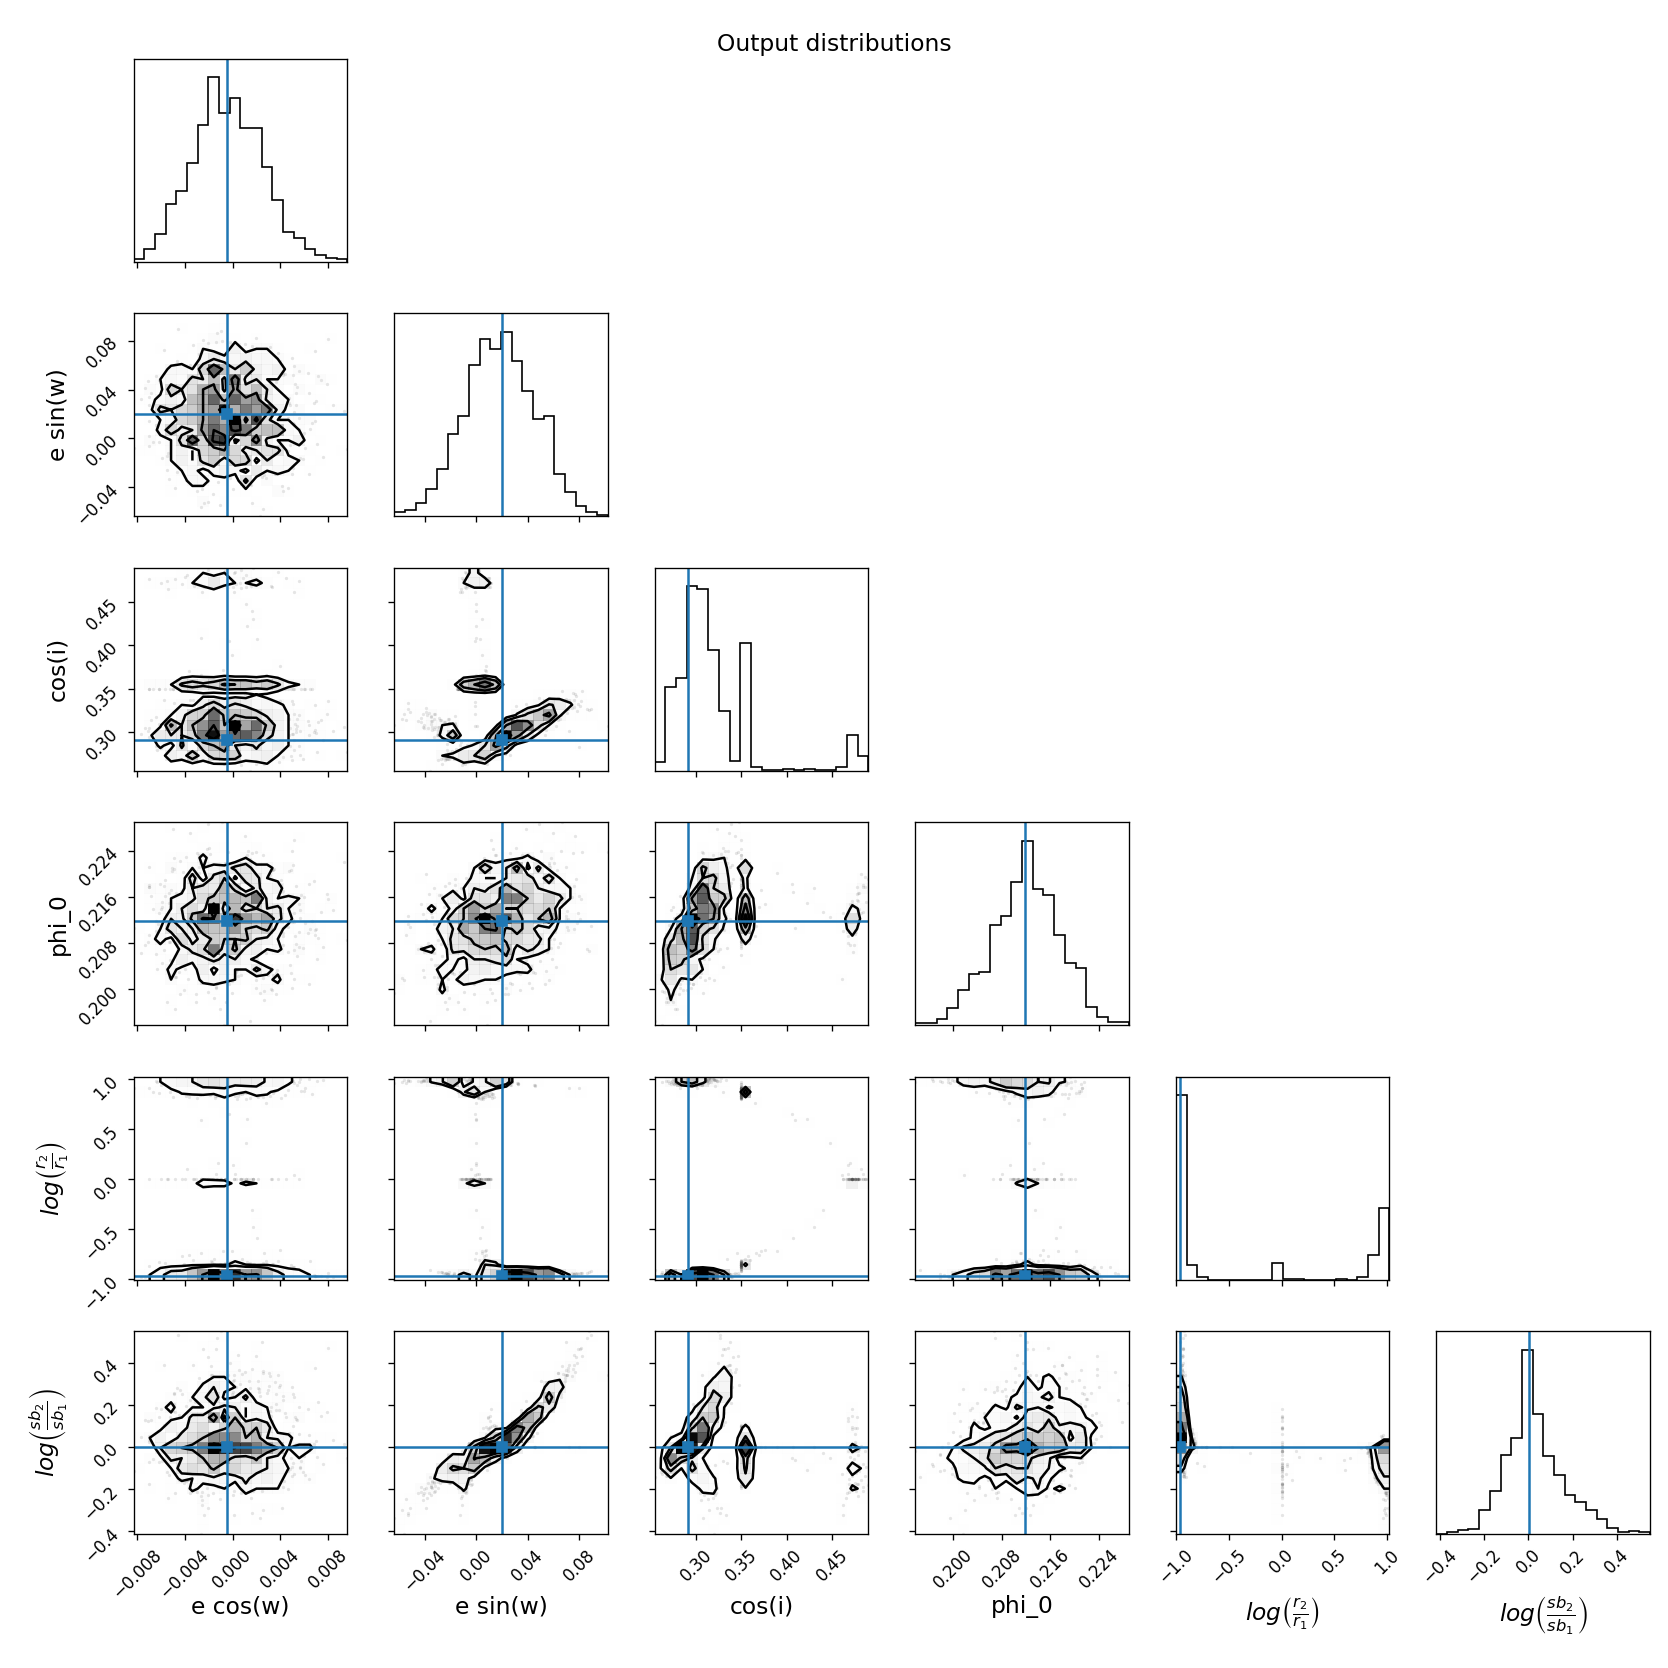 Output distributions
e sin(w)
0.08
0.04
0.00
−0.04
cos(i)
0.45
0.40
0.35
0.30
phi_0
0.224
0.216
0.208
0.200
log(r2/r1)
1.0
0.5
0.0
−0.5
−1.0
log(sb2/sb1)
0.4
0.2
0.0
−0.2
−0.4
−0.008 −0.004 0.000 0.004 0.008
−0.04 0.00 0.04 0.08
0.30 0.35 0.40 0.45
0.200 0.208 0.216 0.224
−1.0 −0.5 0.0 0.5 1.0
−0.4 −0.2 0.0 0.2 0.4
e cos(w)
e sin(w)
cos(i)
phi_0
log(r2/r1)
log(sb2/sb1)